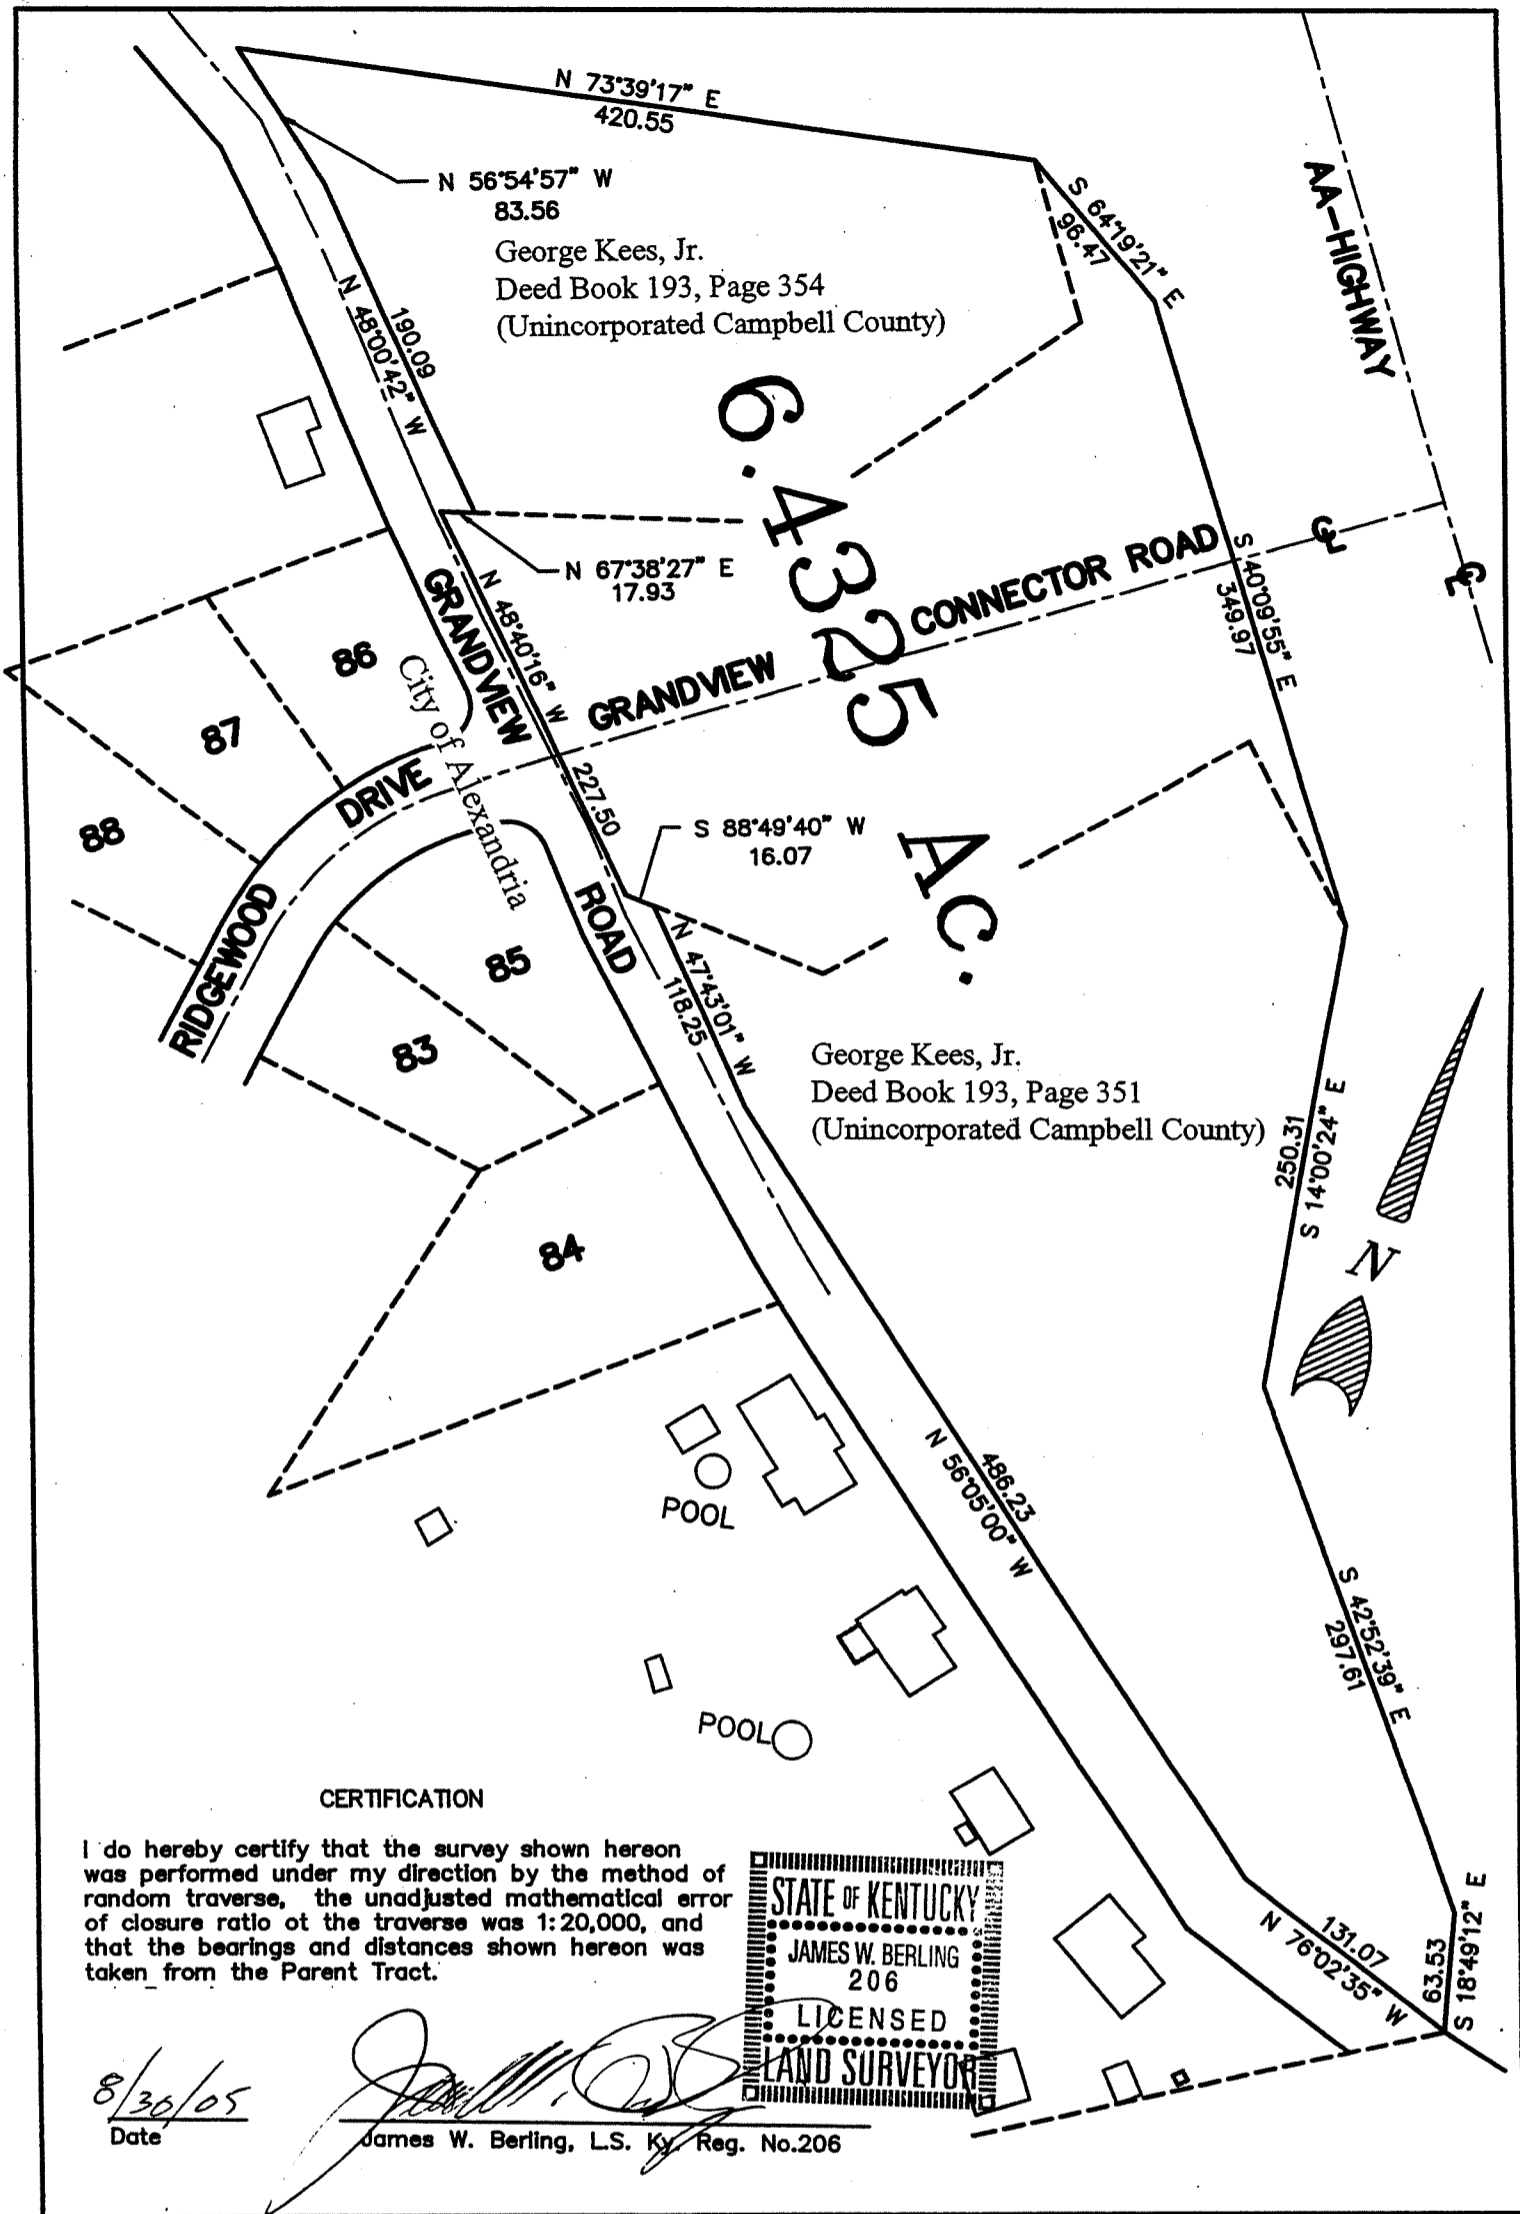 N 73°39'17" E
420.55
N 56°54'57" W
83.56
George Kees, Jr.
Deed Book 193, Page 354
(Unincorporated Campbell County)
S 64°19'21" E
96.47
AA-HIGHWAY
190.09
N 48°00'42" W
6.4325 AC.
N 67°38'27" E
17.93
GRANDVIEW CONNECTOR ROAD
S 40°09'55" E
349.97
N 48°40'16" W
227.50
GRANDVIEW ROAD
City of Alexandria
86
87
88
RIDGEWOOD DRIVE
S 88°49'40" W
16.07
85
83
84
N 47°43'01" W
118.25
George Kees, Jr.
Deed Book 193, Page 351
(Unincorporated Campbell County)
250.31
S 14°00'24" E
N
486.23
N 56°05'00" W
POOL
POOL
S 42°52'39" E
297.61
131.07
N 76°02'35" W
63.53
S 18°49'12" E
CERTIFICATION
I do hereby certify that the survey shown hereon
was performed under my direction by the method of
random traverse, the unadjusted mathematical error
of closure ratio ot the traverse was 1:20,000, and
that the bearings and distances shown hereon was
taken from the Parent Tract.
STATE OF KENTUCKY
JAMES W. BERLING
206
LICENSED
LAND SURVEYOR
8/30/05
Date
James W. Berling, L.S. Ky. Reg. No.206